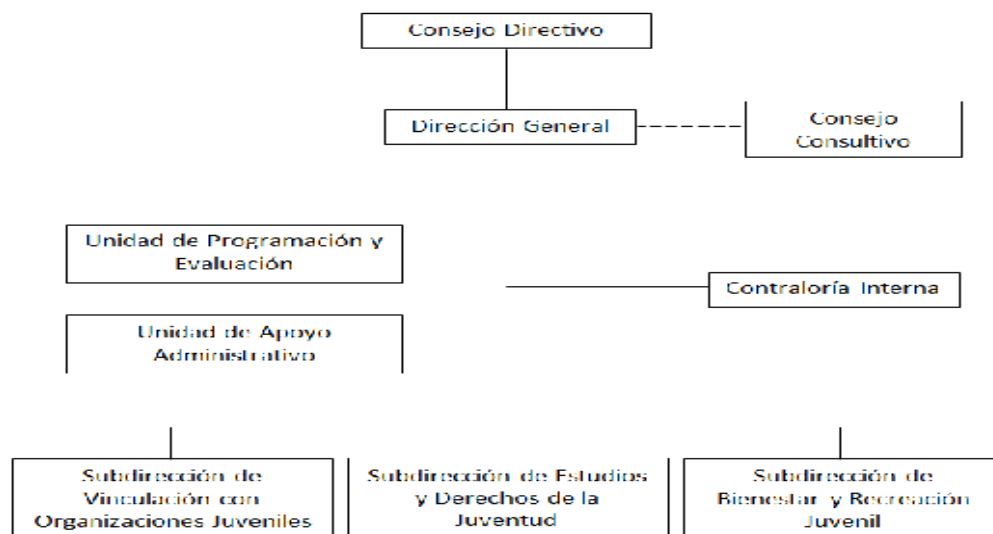 Consejo Directivo
Dirección General
Consejo
Consultivo
Unidad de Programación y
Evaluación
Contraloría Interna
Unidad de Apoyo
Administrativo
Subdirección de
Vinculación con
Organizaciones Juveniles
Subdirección de Estudios
y Derechos de la
Juventud
Subdirección de
Bienestar y Recreación
Juvenil